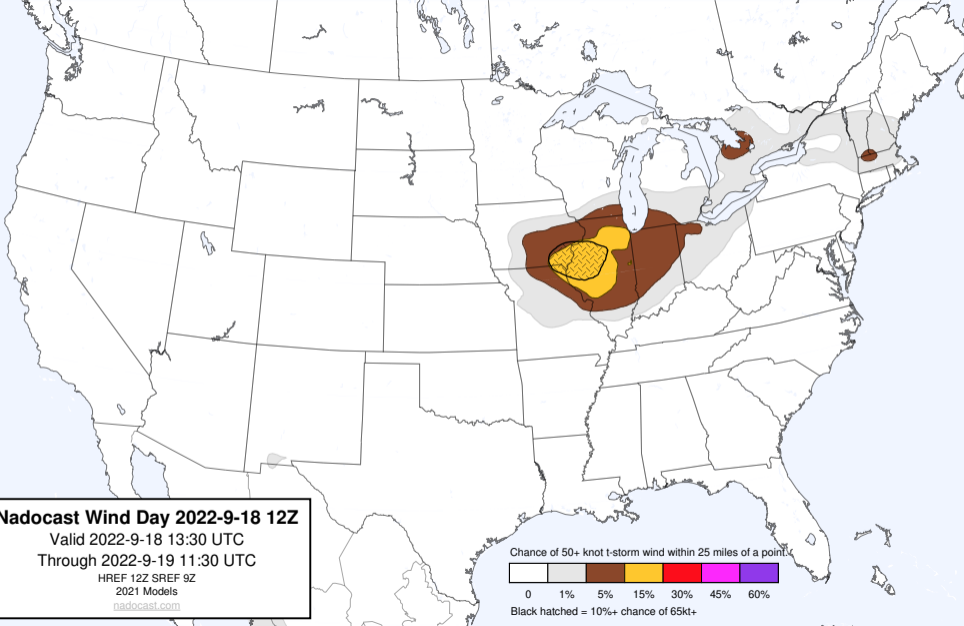 Nadocast Wind Day 2022-9-18 12Z
Valid 2022-9-18 13:30 UTC
Through 2022-9-19 11:30 UTC
HREF 12Z SREF 9Z
2021 Models
nadocast.com
Chance of 50+ knot t-storm wind within 25 miles of a point.
0 1% 5% 15% 30% 45% 60%
Black hatched = 10%+ chance of 65kt+